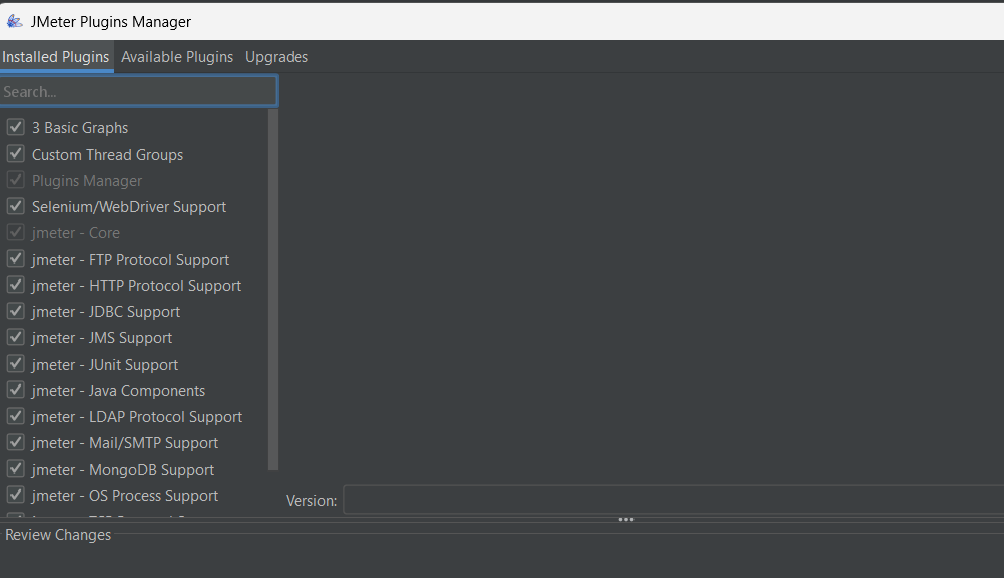 JMeter Plugins Manager
Installed Plugins Available Plugins Upgrades
Search...
3 Basic Graphs
Custom Thread Groups
Plugins Manager
Selenium/WebDriver Support
jmeter - Core
jmeter - FTP Protocol Support
jmeter - HTTP Protocol Support
jmeter - JDBC Support
jmeter - JMS Support
jmeter - JUnit Support
jmeter - Java Components
jmeter - LDAP Protocol Support
jmeter - Mail/SMTP Support
jmeter - MongoDB Support
jmeter - OS Process Support
Version:
Review Changes